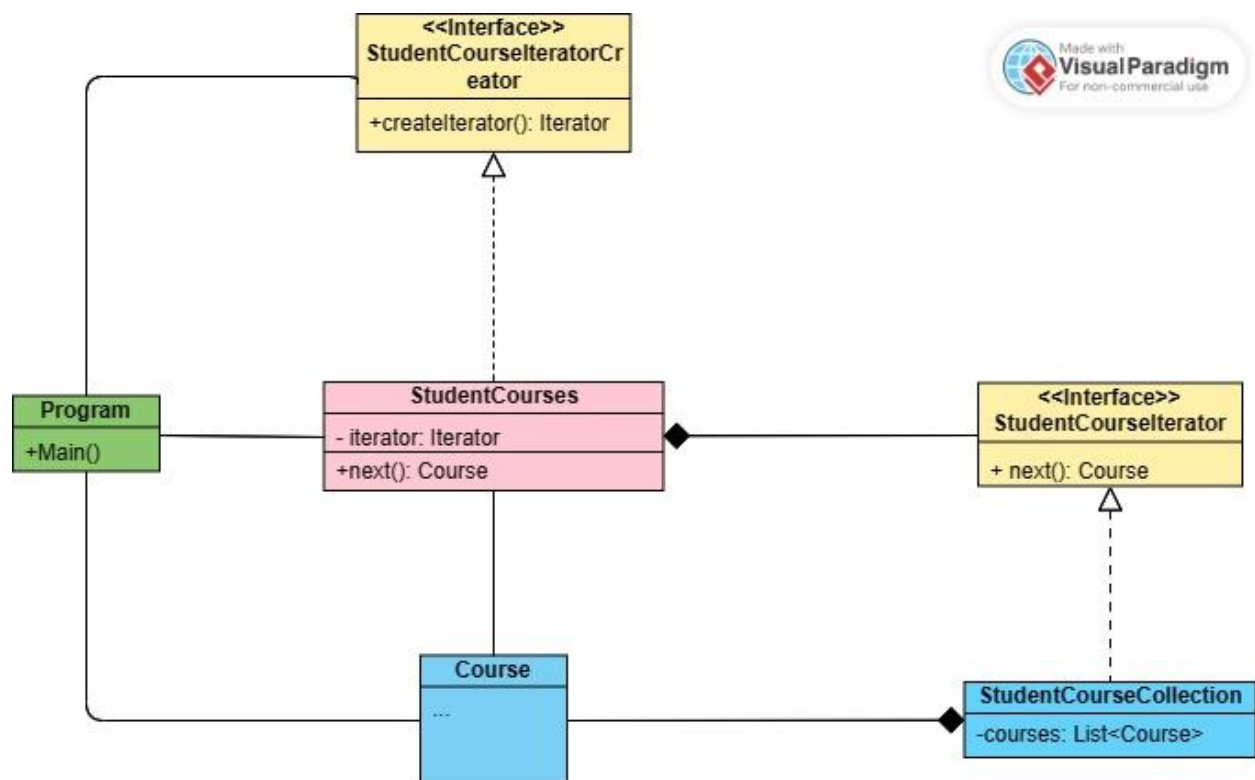 <<Interface>>
StudentCourseIteratorCr
eator
+createIterator(): Iterator
Made with
Visual Paradigm
For non-commercial use
Program
+Main()
StudentCourses
- iterator: Iterator
+next(): Course
<<Interface>>
StudentCourseIterator
+ next(): Course
Course
...
StudentCourseCollection
-courses: List<Course>